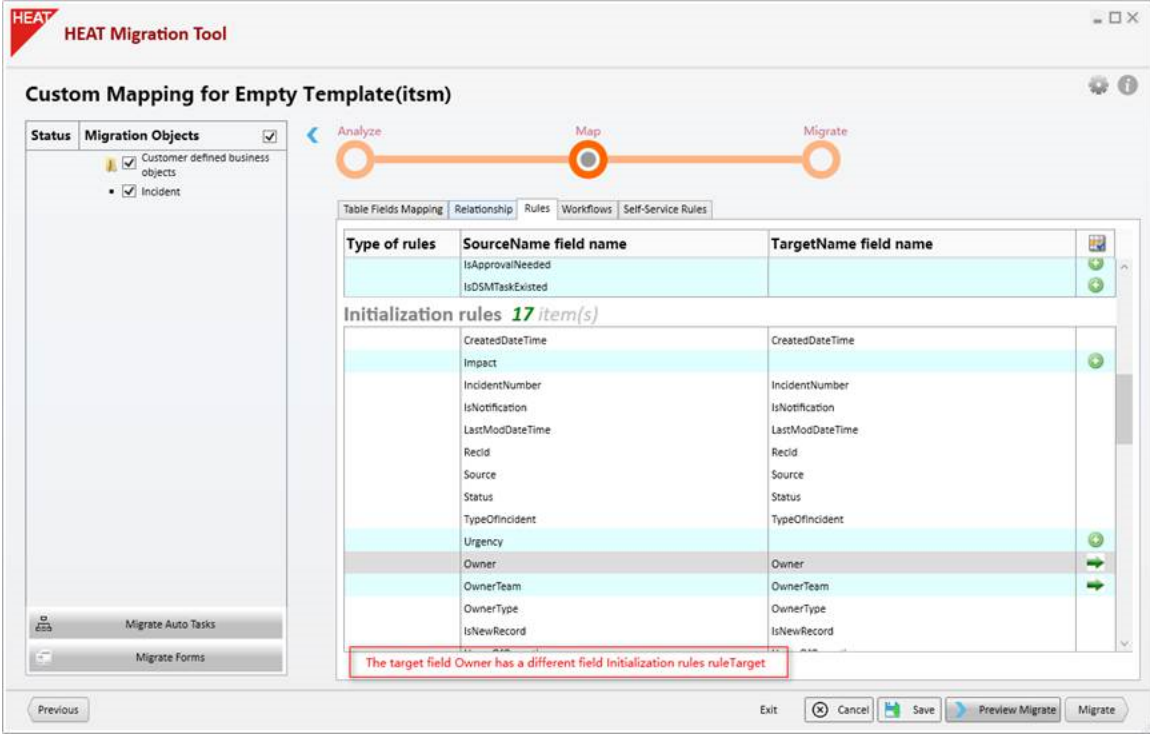 HEAT
HEAT Migration Tool
Custom Mapping for Empty Template(itsm)
Status Migration Objects
Customer defined business
objects
Incident
Analyze Map Migrate
Table Fields Mapping Relationship Rules Workflows Self-Service Rules
Type of rules SourceName field name TargetName field name
IsApprovalNeeded
IsDSMTaskExisted
Initialization rules 17 item(s)
CreatedDateTime CreatedDateTime
Impact
IncidentNumber IncidentNumber
IsNotification IsNotification
LastModDateTime LastModDateTime
RecId RecId
Source Source
Status Status
TypeOfIncident TypeOfIncident
Urgency
Owner Owner
OwnerTeam OwnerTeam
OwnerType OwnerType
IsNewRecord IsNewRecord
The target field Owner has a different field Initialization rules ruleTarget
Migrate Auto Tasks
Migrate Forms
Previous Exit Cancel Save Preview Migrate Migrate